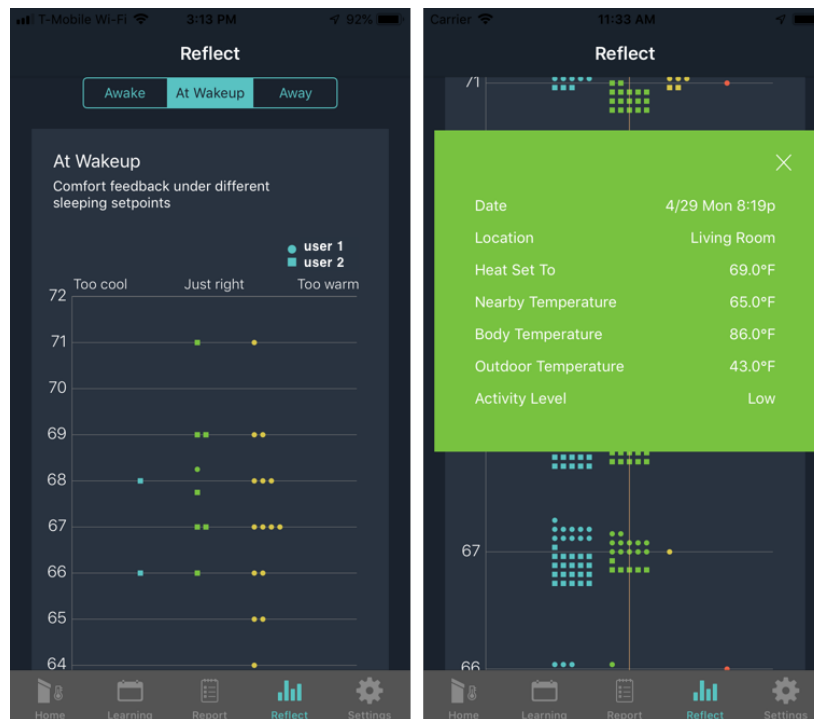 T-Mobile Wi-Fi 3:13 PM 92%
Reflect
Awake At Wakeup Away
At Wakeup
Comfort feedback under different
sleeping setpoints
user 1
user 2
Too cool Just right Too warm
72
71
70
69
68
67
66
65
64
Home Learning Report Reflect Settings
Carrier 11:33 AM
Reflect
71
Date 4/29 Mon 8:19p
Location Living Room
Heat Set To 69.0°F
Nearby Temperature 65.0°F
Body Temperature 86.0°F
Outdoor Temperature 43.0°F
Activity Level Low
67
66
Home Learning Report Reflect Settings